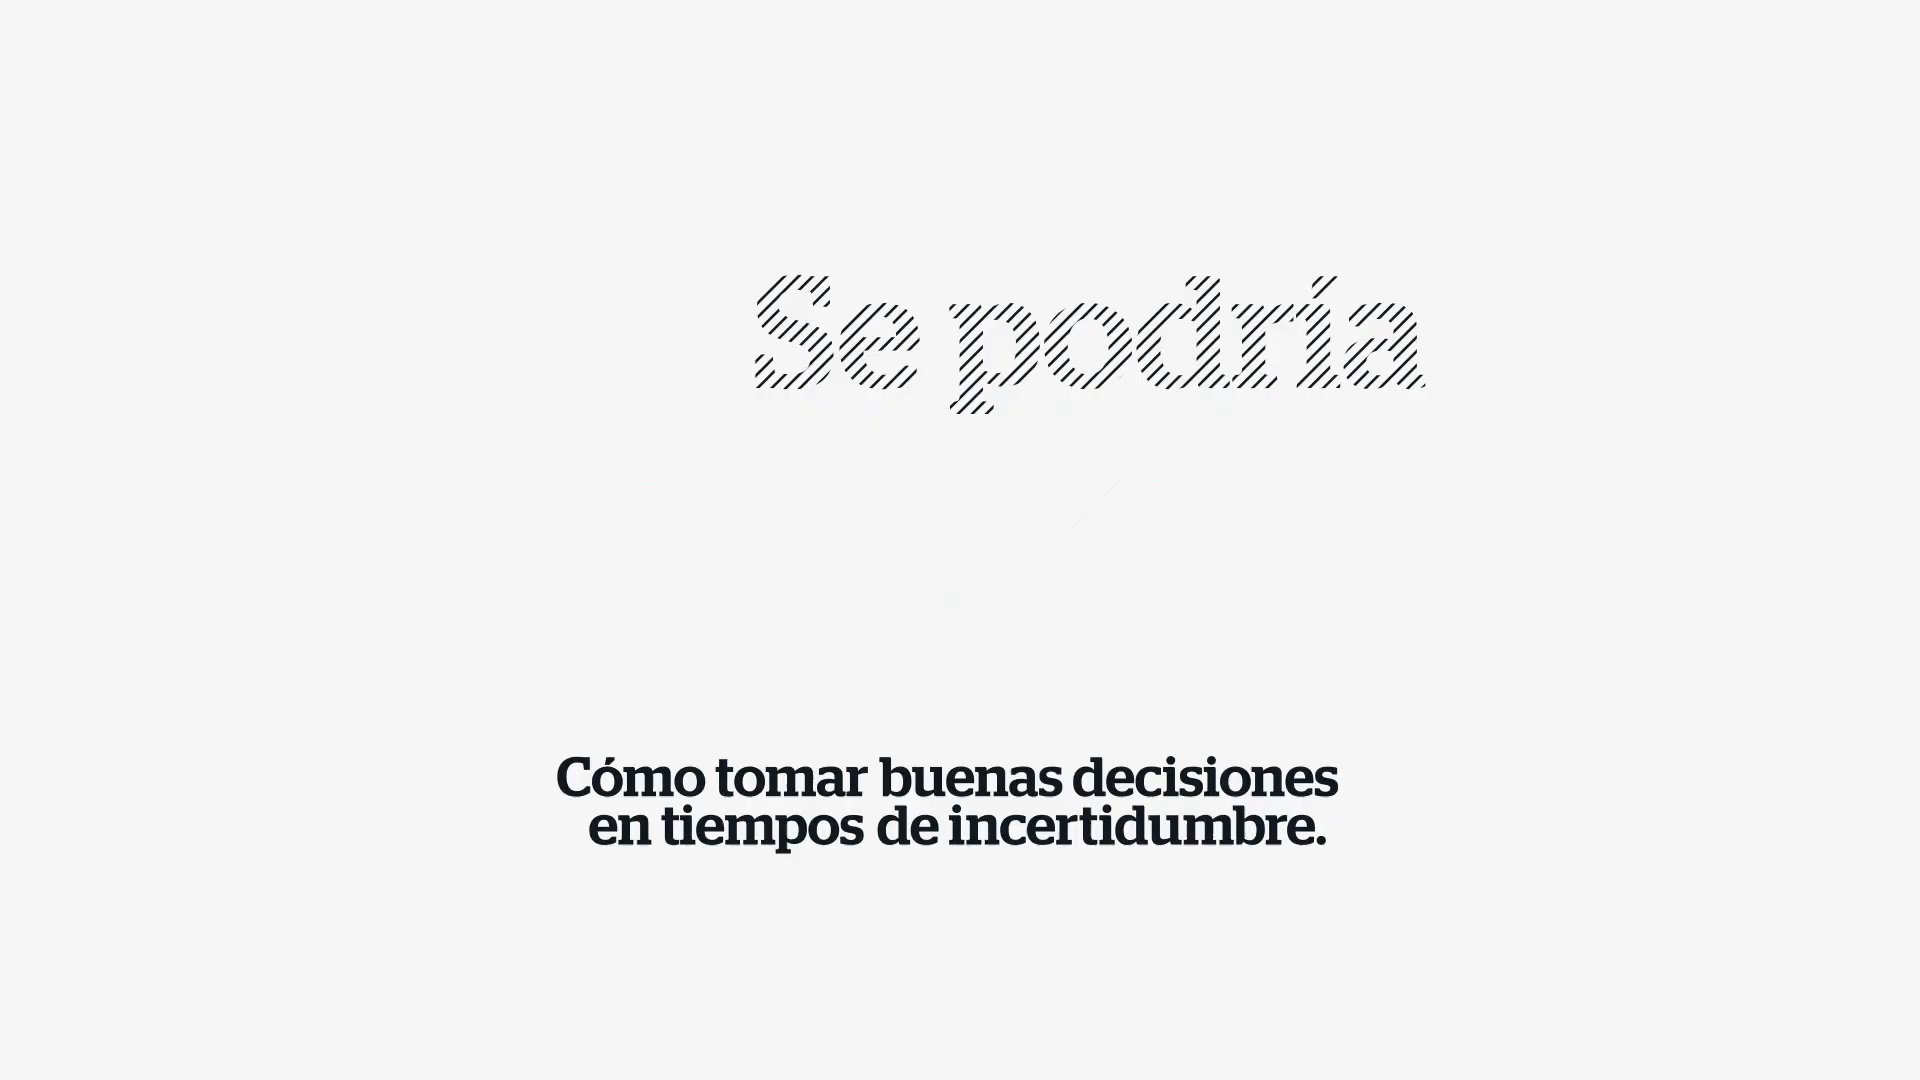 Se podría
Cómo tomar buenas decisiones
en tiempos de incertidumbre.